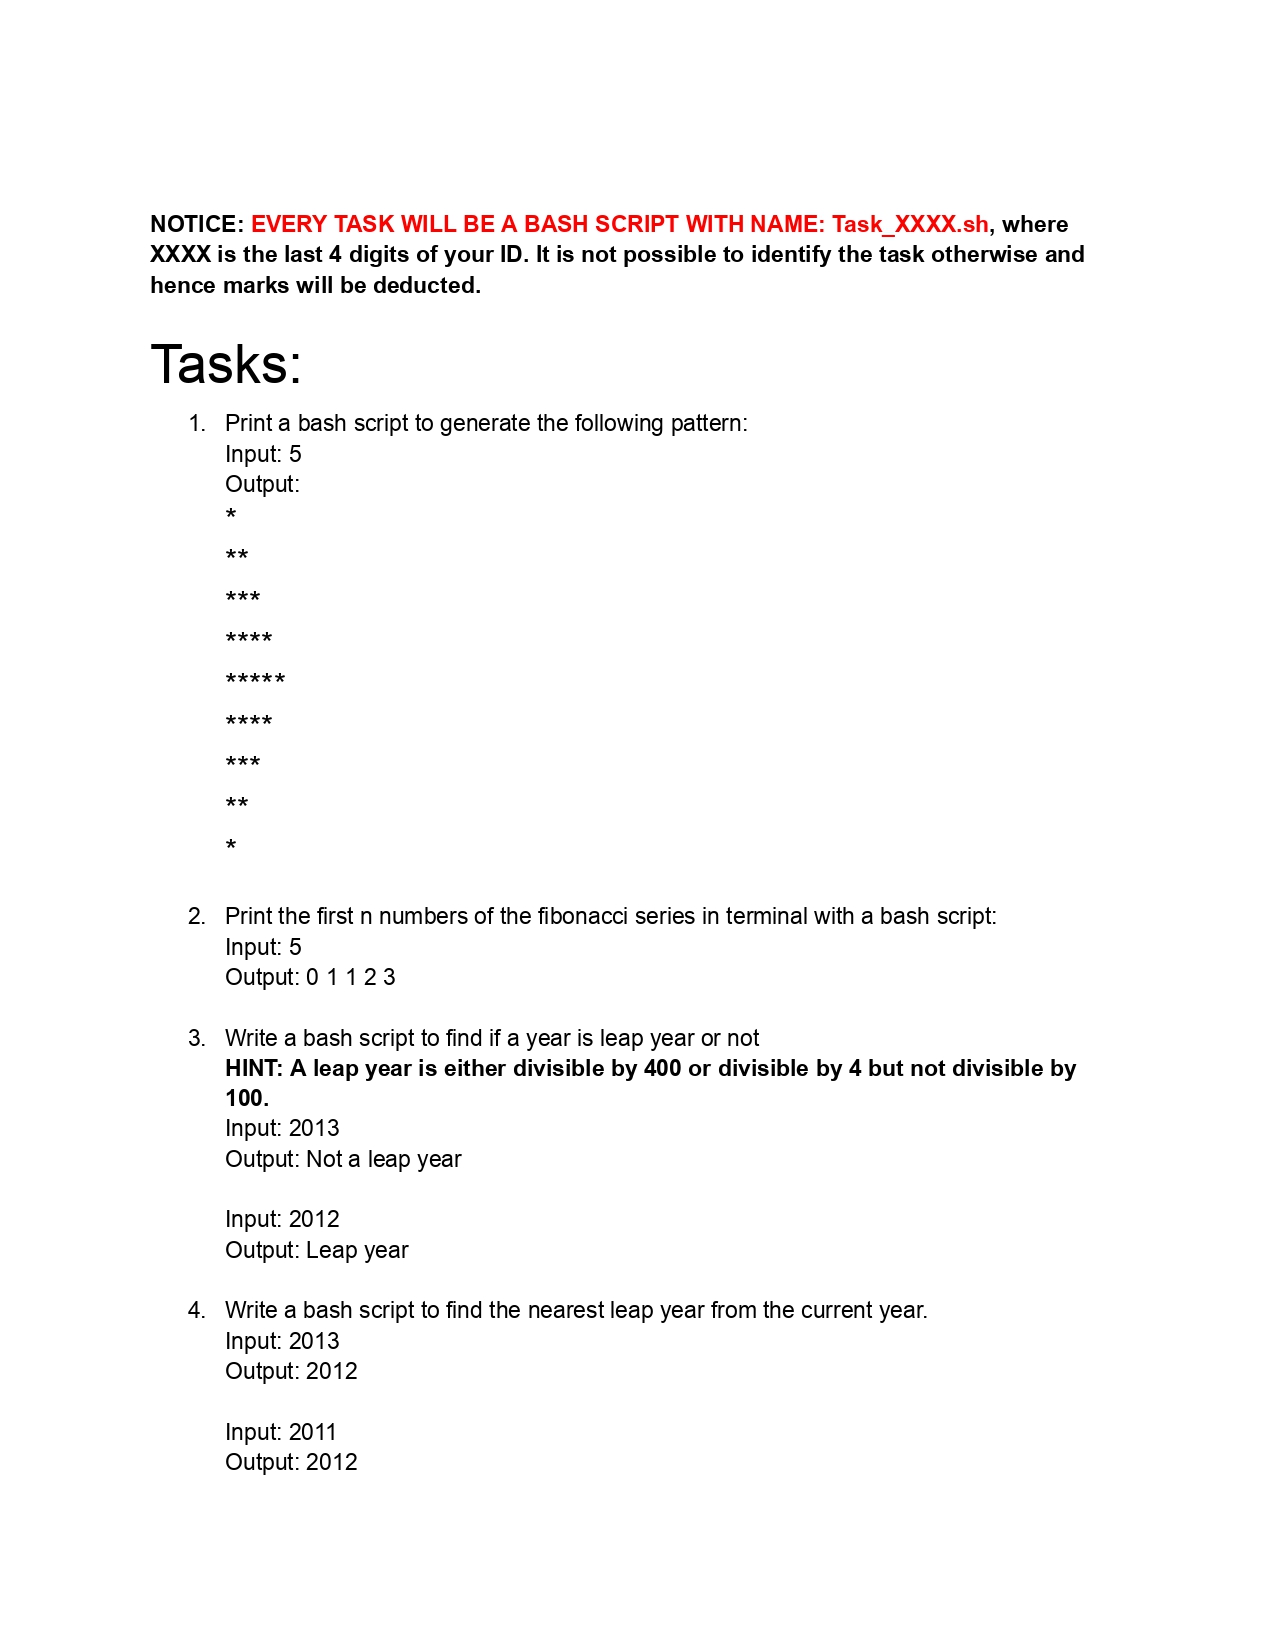 NOTICE: EVERY TASK WILL BE A BASH SCRIPT WITH NAME: Task_XXXX.sh, where
XXXX is the last 4 digits of your ID. It is not possible to identify the task otherwise and
hence marks will be deducted.
Tasks:
1. Print a bash script to generate the following pattern:
Input: 5
Output:
*
**
***
****
*****
****
***
**
*
2. Print the first n numbers of the fibonacci series in terminal with a bash script:
Input: 5
Output: 0 1 1 2 3
3. Write a bash script to find if a year is leap year or not
HINT: A leap year is either divisible by 400 or divisible by 4 but not divisible by
100.
Input: 2013
Output: Not a leap year
Input: 2012
Output: Leap year
4. Write a bash script to find the nearest leap year from the current year.
Input: 2013
Output: 2012
Input: 2011
Output: 2012